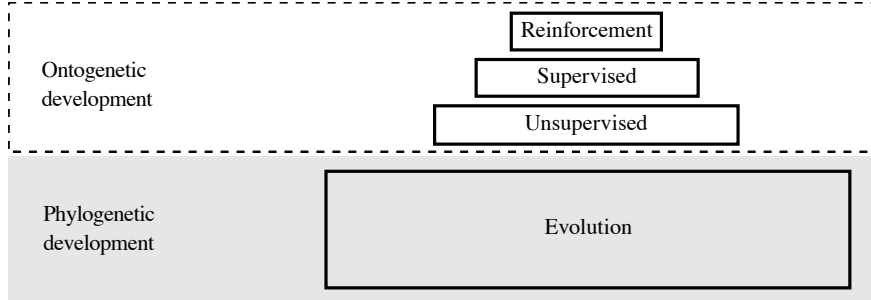 Reinforcement
Ontogenetic
development
Supervised
Unsupervised
Phylogenetic
development
Evolution